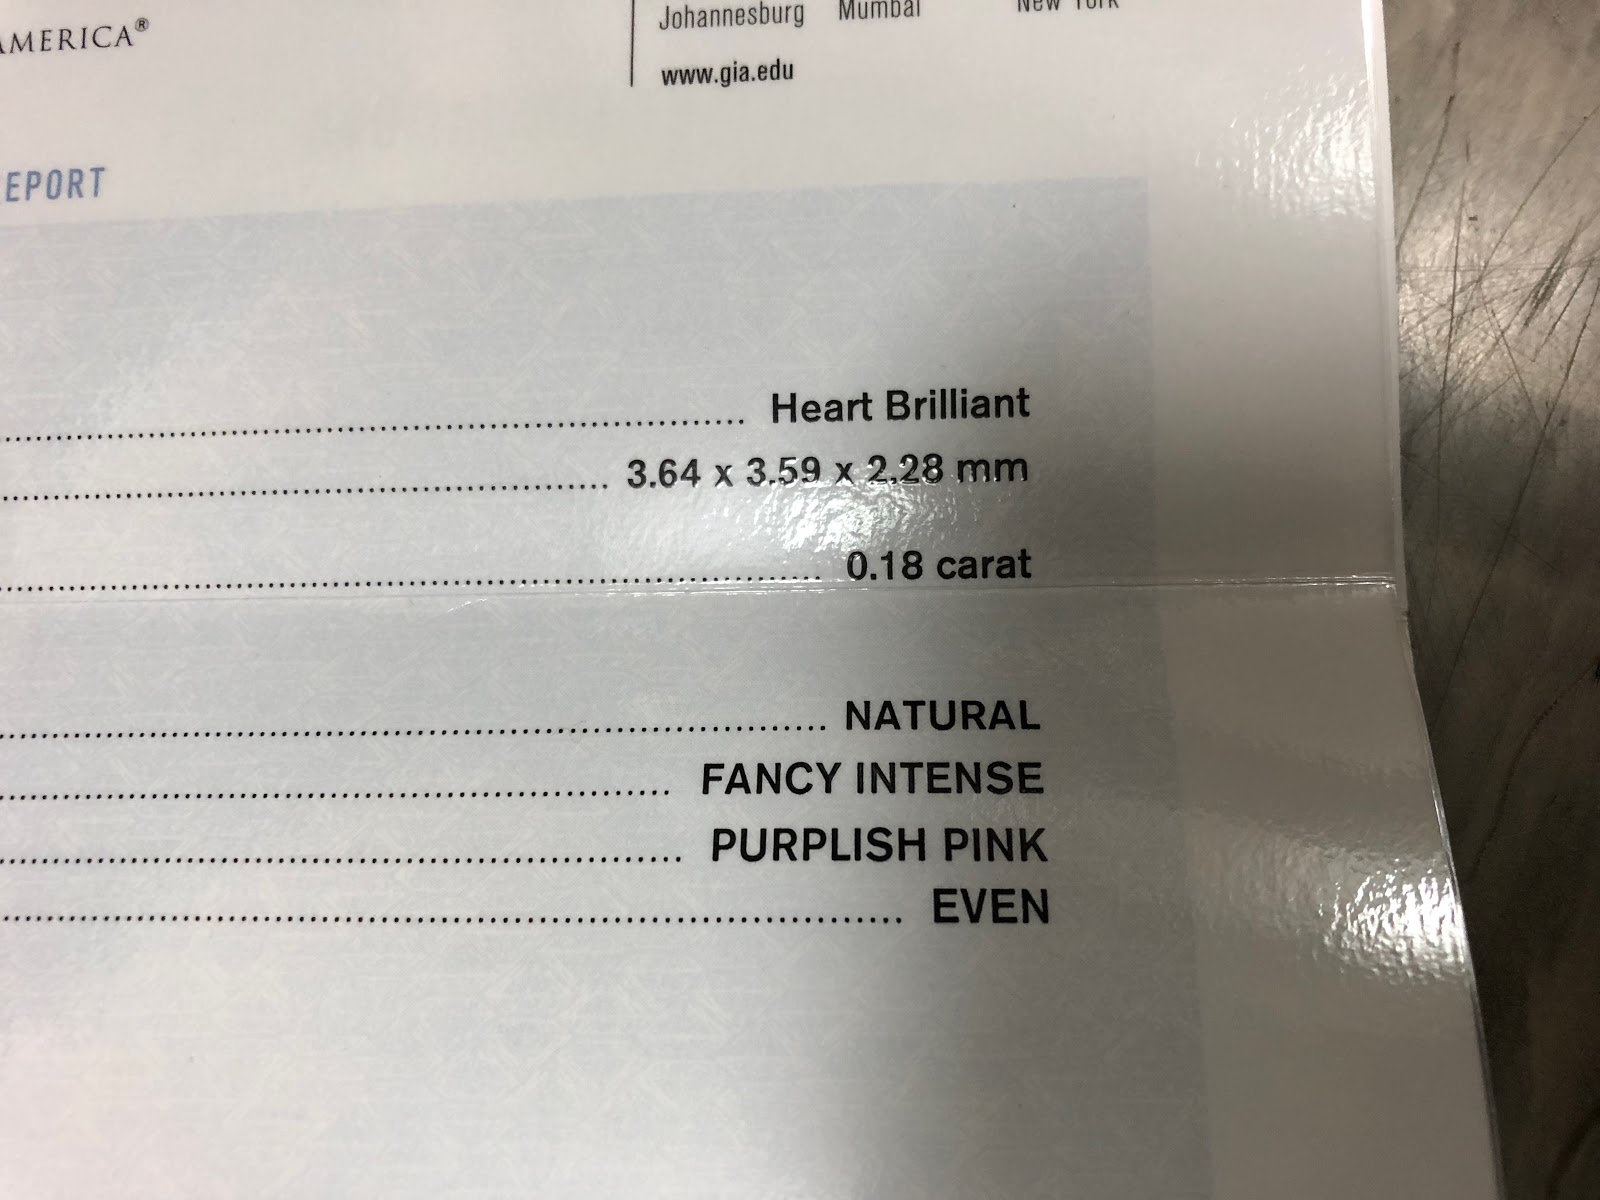 AMERICA®
Johannesburg Mumbai New York
www.gia.edu
EPORT
Heart Brilliant
3.64 x 3.59 x 2.28 mm
0.18 carat
NATURAL
FANCY INTENSE
PURPLISH PINK
EVEN